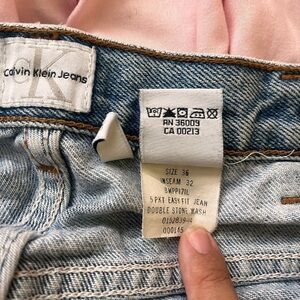 CK
Calvin Klein Jeans
RN 36009
CA 00213
SIZE 36
INSEAM 32
5 PKT EASY FIT JEAN
DOUBLE STONE WASH